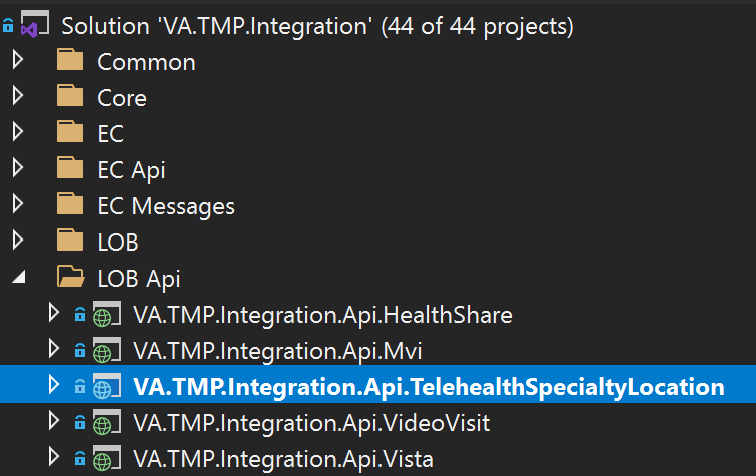 Solution 'VA.TMP.Integration' (44 of 44 projects)
Common
Core
EC
EC Api
EC Messages
LOB
LOB Api
VA.TMP.Integration.Api.HealthShare
VA.TMP.Integration.Api.Mvi
VA.TMP.Integration.Api.TelehealthSpecialtyLocation
VA.TMP.Integration.Api.VideoVisit
VA.TMP.Integration.Api.Vista